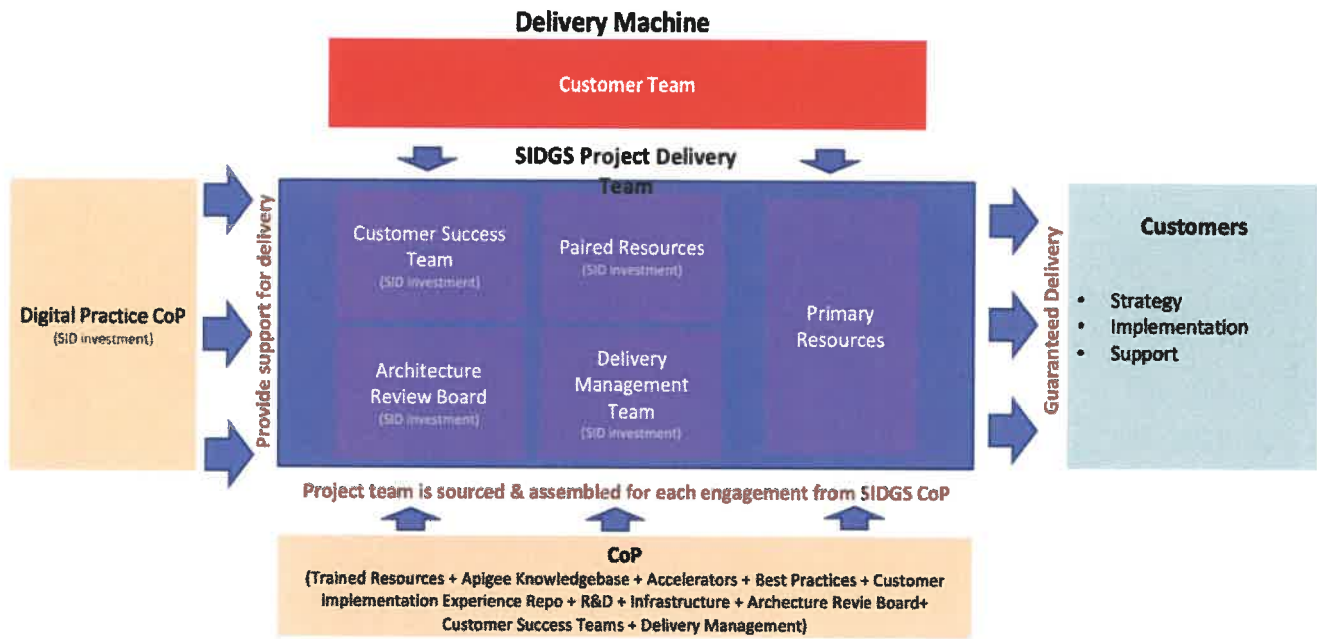 Delivery Machine
Customer Team
SIDGS Project Delivery
Team
Provide support for delivery
Digital Practice CoP
(SID investment)
Customer Success
Team
(SID investment)
Paired Resources
(SID investment)
Architecture
Review Board
(SID investment)
Delivery
Management
Team
(SID investment)
Primary
Resources
Guaranteed Delivery
Customers
• Strategy
• Implementation
• Support
Project team is sourced & assembled for each engagement from SIDGS CoP
CoP
(Trained Resources + Apigee Knowledgebase + Accelerators + Best Practices + Customer
Implementation Experience Repo + R&D + Infrastructure + Archecture Revie Board+
Customer Success Teams + Delivery Management)